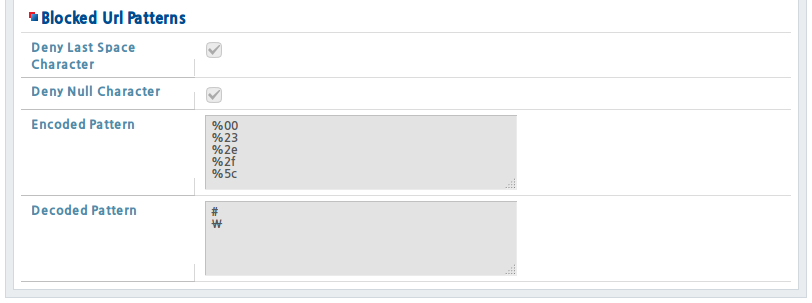 Blocked Url Patterns
Deny Last Space
Character
Deny Null Character
Encoded Pattern
%00
%23
%2e
%2f
%5c
Decoded Pattern
#
₩